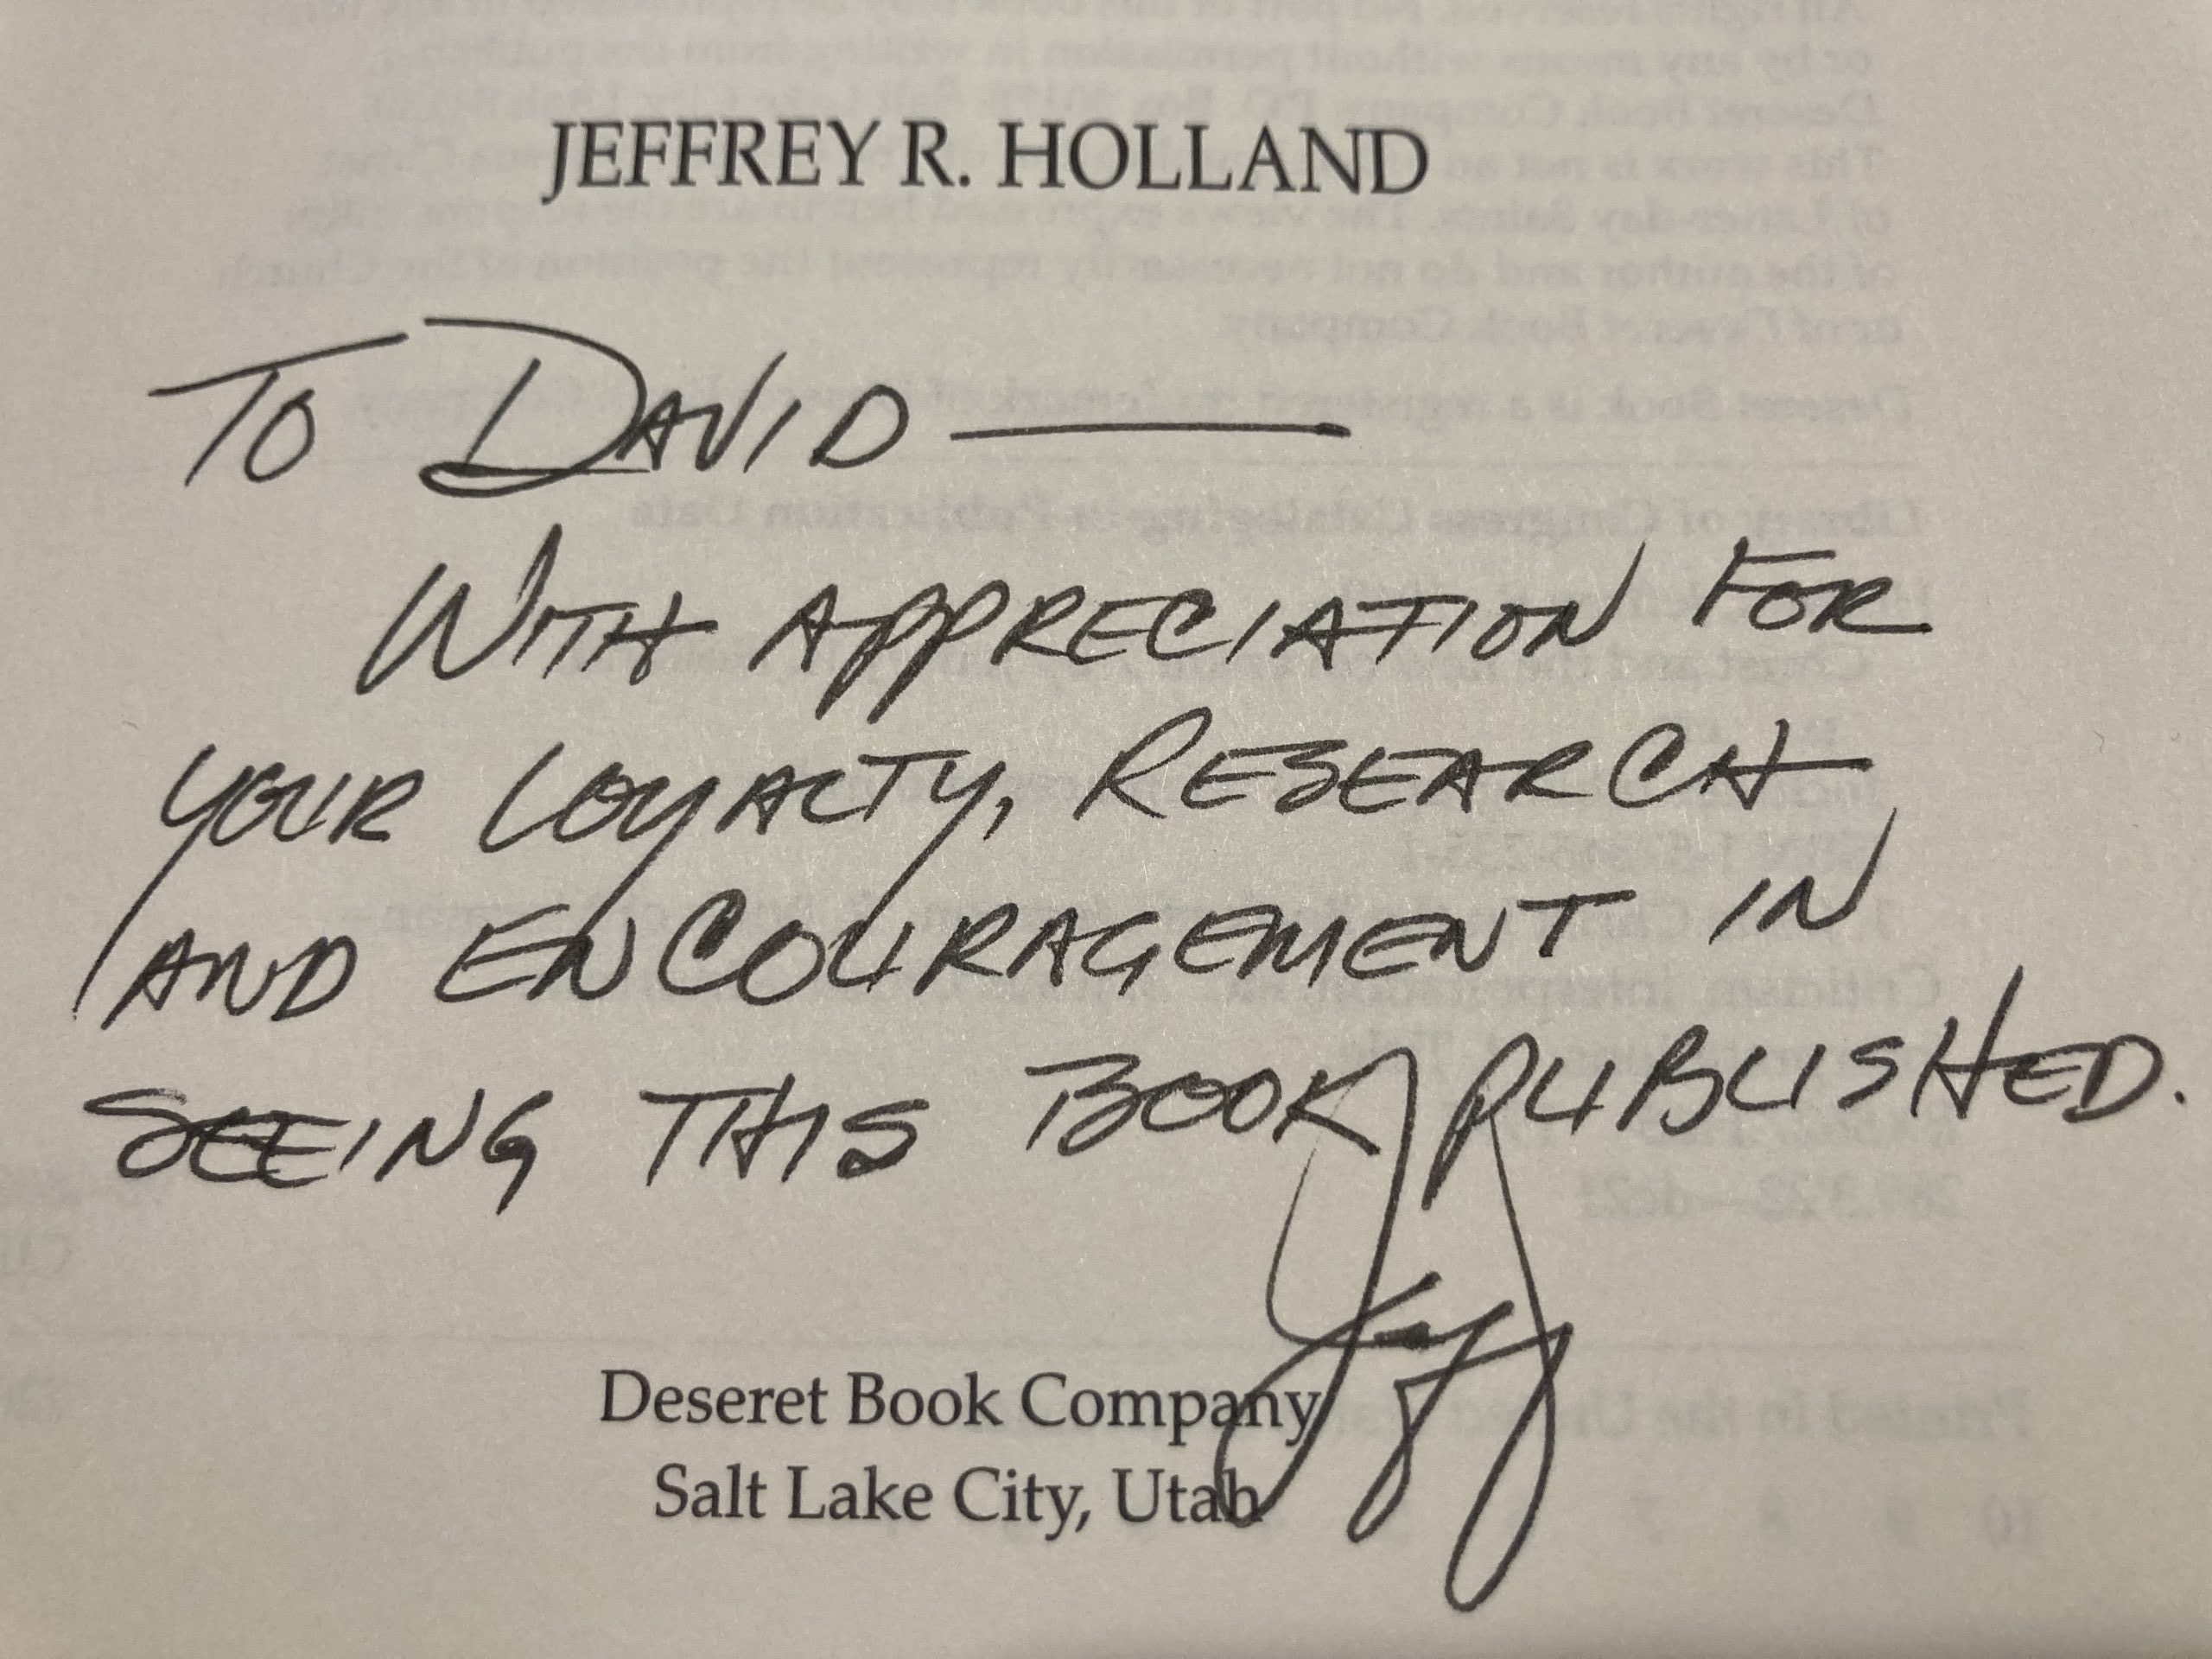 JEFFREY R. HOLLAND
TO DAVID —
WITH APPRECIATION FOR
YOUR LOYALTY, RESEARCH
AND ENCOURAGEMENT IN
SEEING THIS BOOK PUBLISHED.
Jeff
Deseret Book Company
Salt Lake City, Utah